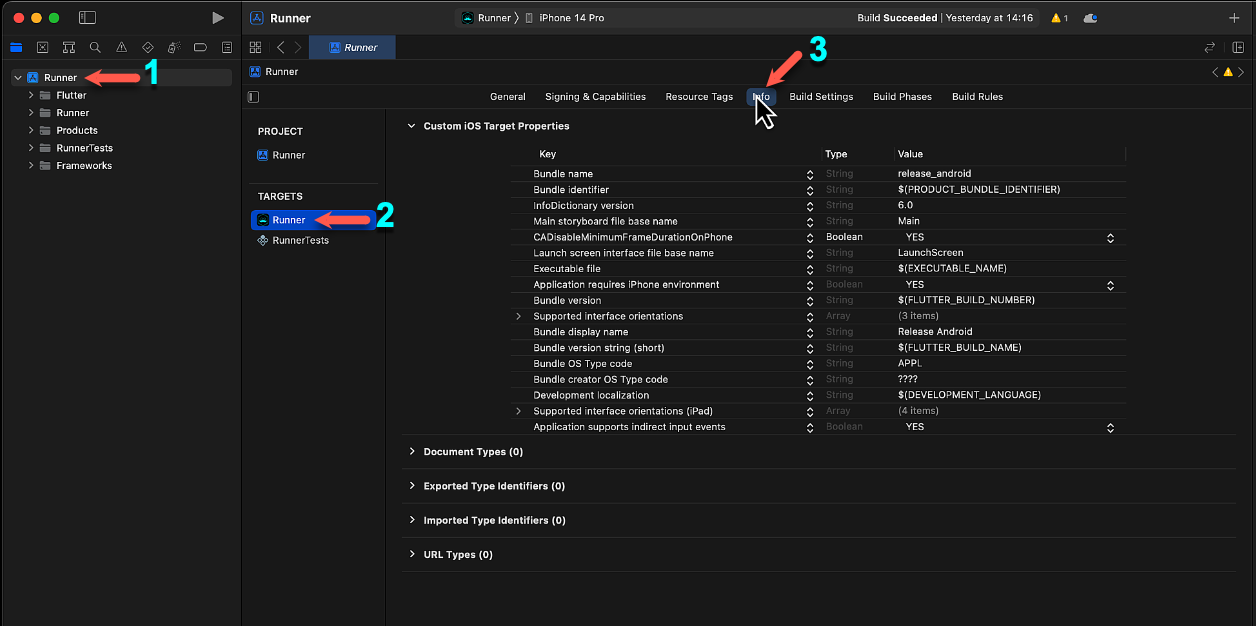 Runner
Runner
iPhone 14 Pro
Build Succeeded | Yesterday at 14:16
1
Runner
Runner
1
Flutter
Runner
Products
RunnerTests
Frameworks
Runner
3
General
Signing & Capabilities
Resource Tags
Info
Build Settings
Build Phases
Build Rules
PROJECT
Runner
TARGETS
Runner
2
RunnerTests
Custom iOS Target Properties
Key Type Value
Bundle name String release_android
Bundle identifier String $(PRODUCT_BUNDLE_IDENTIFIER)
InfoDictionary version String 6.0
Main storyboard file base name String Main
CADisableMinimumFrameDurationOnPhone Boolean YES
Launch screen interface file base name String LaunchScreen
Executable file String $(EXECUTABLE_NAME)
Application requires iPhone environment Boolean YES
Bundle version String $(FLUTTER_BUILD_NUMBER)
Supported interface orientations Array (3 items)
Bundle display name String Release Android
Bundle version string (short) String $(FLUTTER_BUILD_NAME)
Bundle OS Type code String APPL
Bundle creator OS Type code String ????
Development localization String $(DEVELOPMENT_LANGUAGE)
Supported interface orientations (iPad) Array (4 items)
Application supports indirect input events Boolean YES
Document Types (0)
Exported Type Identifiers (0)
Imported Type Identifiers (0)
URL Types (0)